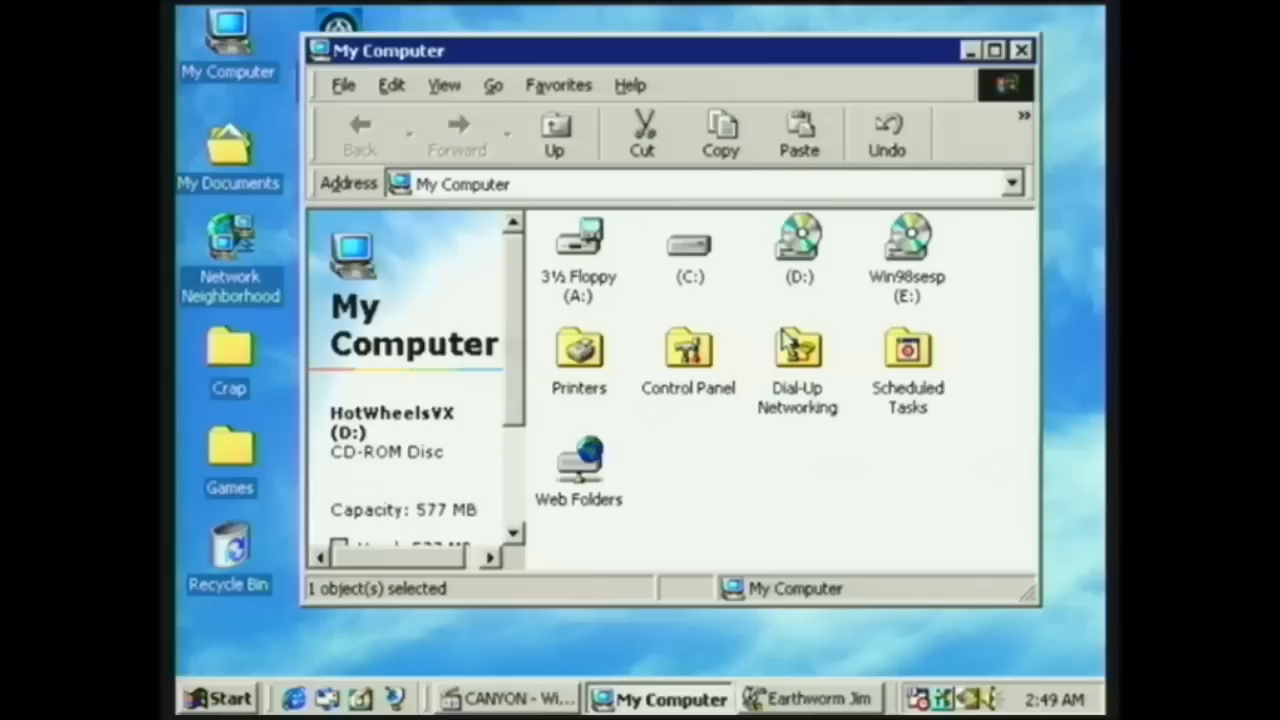 My Computer
My Documents
Network
Neighborhood
Crap
Games
Recycle Bin
My Computer
File Edit View Go Favorites Help
Back Forward Up Cut Copy Paste Undo
Address My Computer
My
Computer
HotWheelsVX
(D:)
CD-ROM Disc
Capacity: 577 MB
3½ Floppy
(A:)
(C:)
(D:)
Win98sesp
(E:)
Printers
Control Panel
Dial-Up
Networking
Scheduled
Tasks
Web Folders
1 object(s) selected
My Computer
Start CANYON - Wi... My Computer Earthworm Jim 2:49 AM